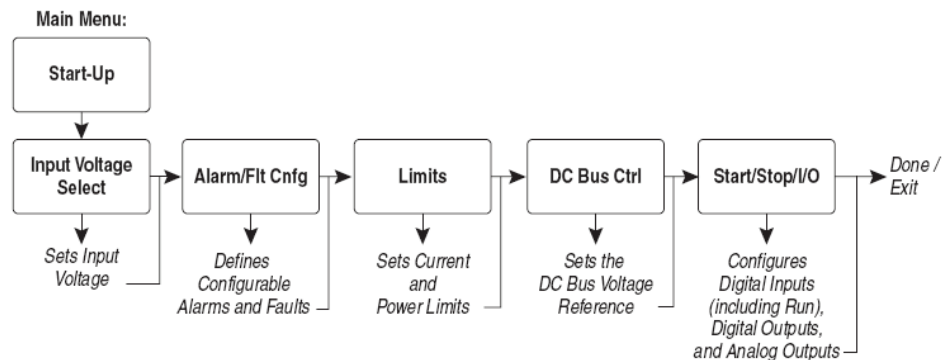 Main Menu:
Start-Up
Input Voltage
Select
Alarm/Flt Cnfg
Limits
DC Bus Ctrl
Start/Stop/I/O
Done /
Exit
Sets Input
Voltage
Defines
Configurable
Alarms and Faults
Sets Current
and
Power Limits
Sets the
DC Bus Voltage
Reference
Configures
Digital Inputs
(including Run),
Digital Outputs,
and Analog Outputs